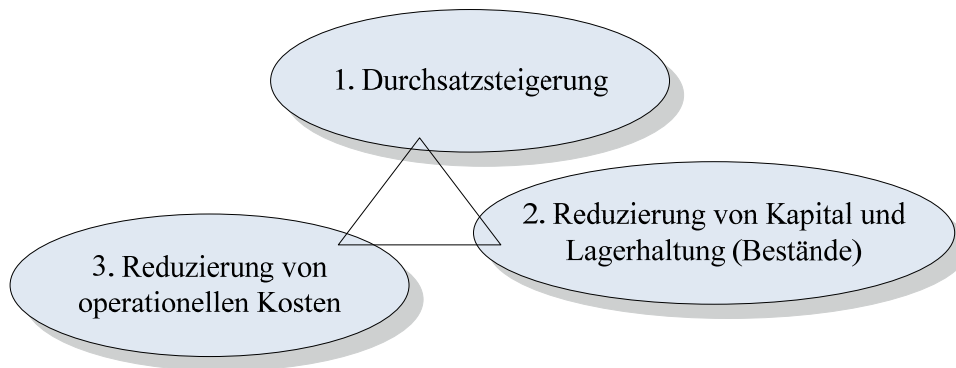 1. Durchsatzsteigerung
2. Reduzierung von Kapital und
Lagerhaltung (Bestände)
3. Reduzierung von
operationellen Kosten